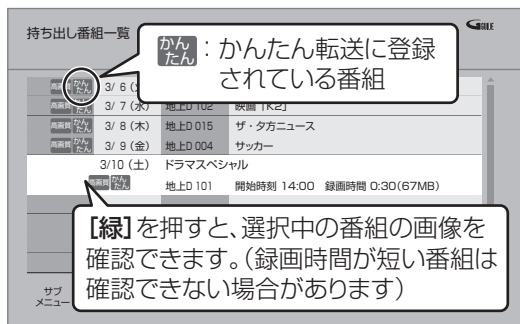 持ち出し番組一覧
GGUIDE
かんたん：かんたん転送に登録
されている番組
高画質 かんたん 3/ 6
高画質 かんたん 3/ 7 (水) 地上D 102 映画「K2」
高画質 かんたん 3/ 8 (木) 地上D 015 ザ・夕方ニュース
高画質 かんたん 3/ 9 (金) 地上D 004 サッカー
3/10 (土) ドラマスペシャル
高画質 かんたん 地上D 101 開始時刻 14:00 録画時間 0:30(67MB)
[緑]を押すと、選択中の番組の画像を
確認できます。(録画時間が短い番組は
確認できない場合があります)
サブ
メニュー